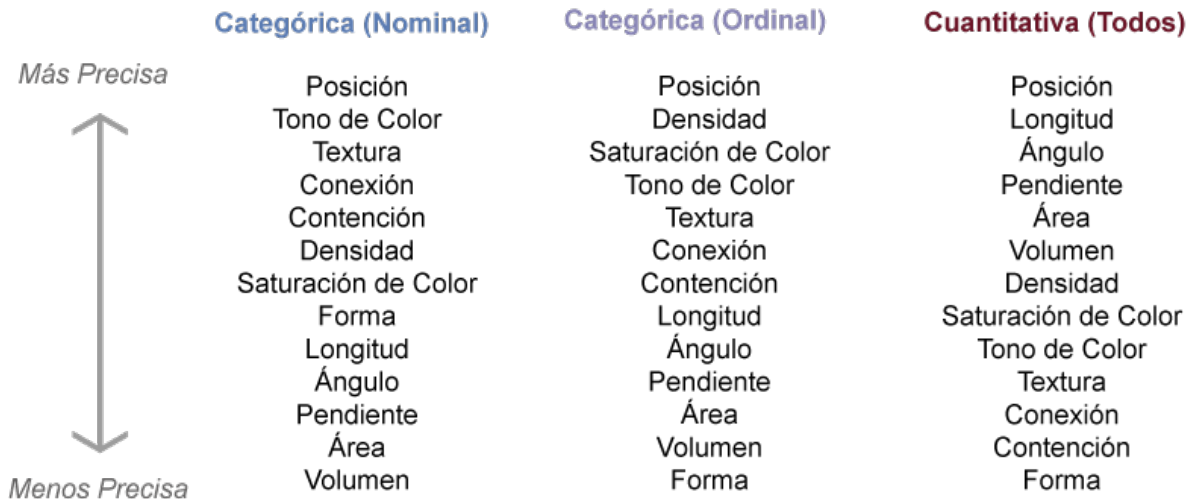 Categórica (Nominal) Categórica (Ordinal) Cuantitativa (Todos)
Más Precisa
Posición Posición Posición
Tono de Color Densidad Longitud
Textura Saturación de Color Ángulo
Conexión Tono de Color Pendiente
Contención Textura Área
Densidad Conexión Volumen
Saturación de Color Contención Densidad
Forma Longitud Saturación de Color
Longitud Ángulo Tono de Color
Ángulo Pendiente Textura
Pendiente Área Conexión
Área Volumen Contención
Volumen Forma Forma
Menos Precisa